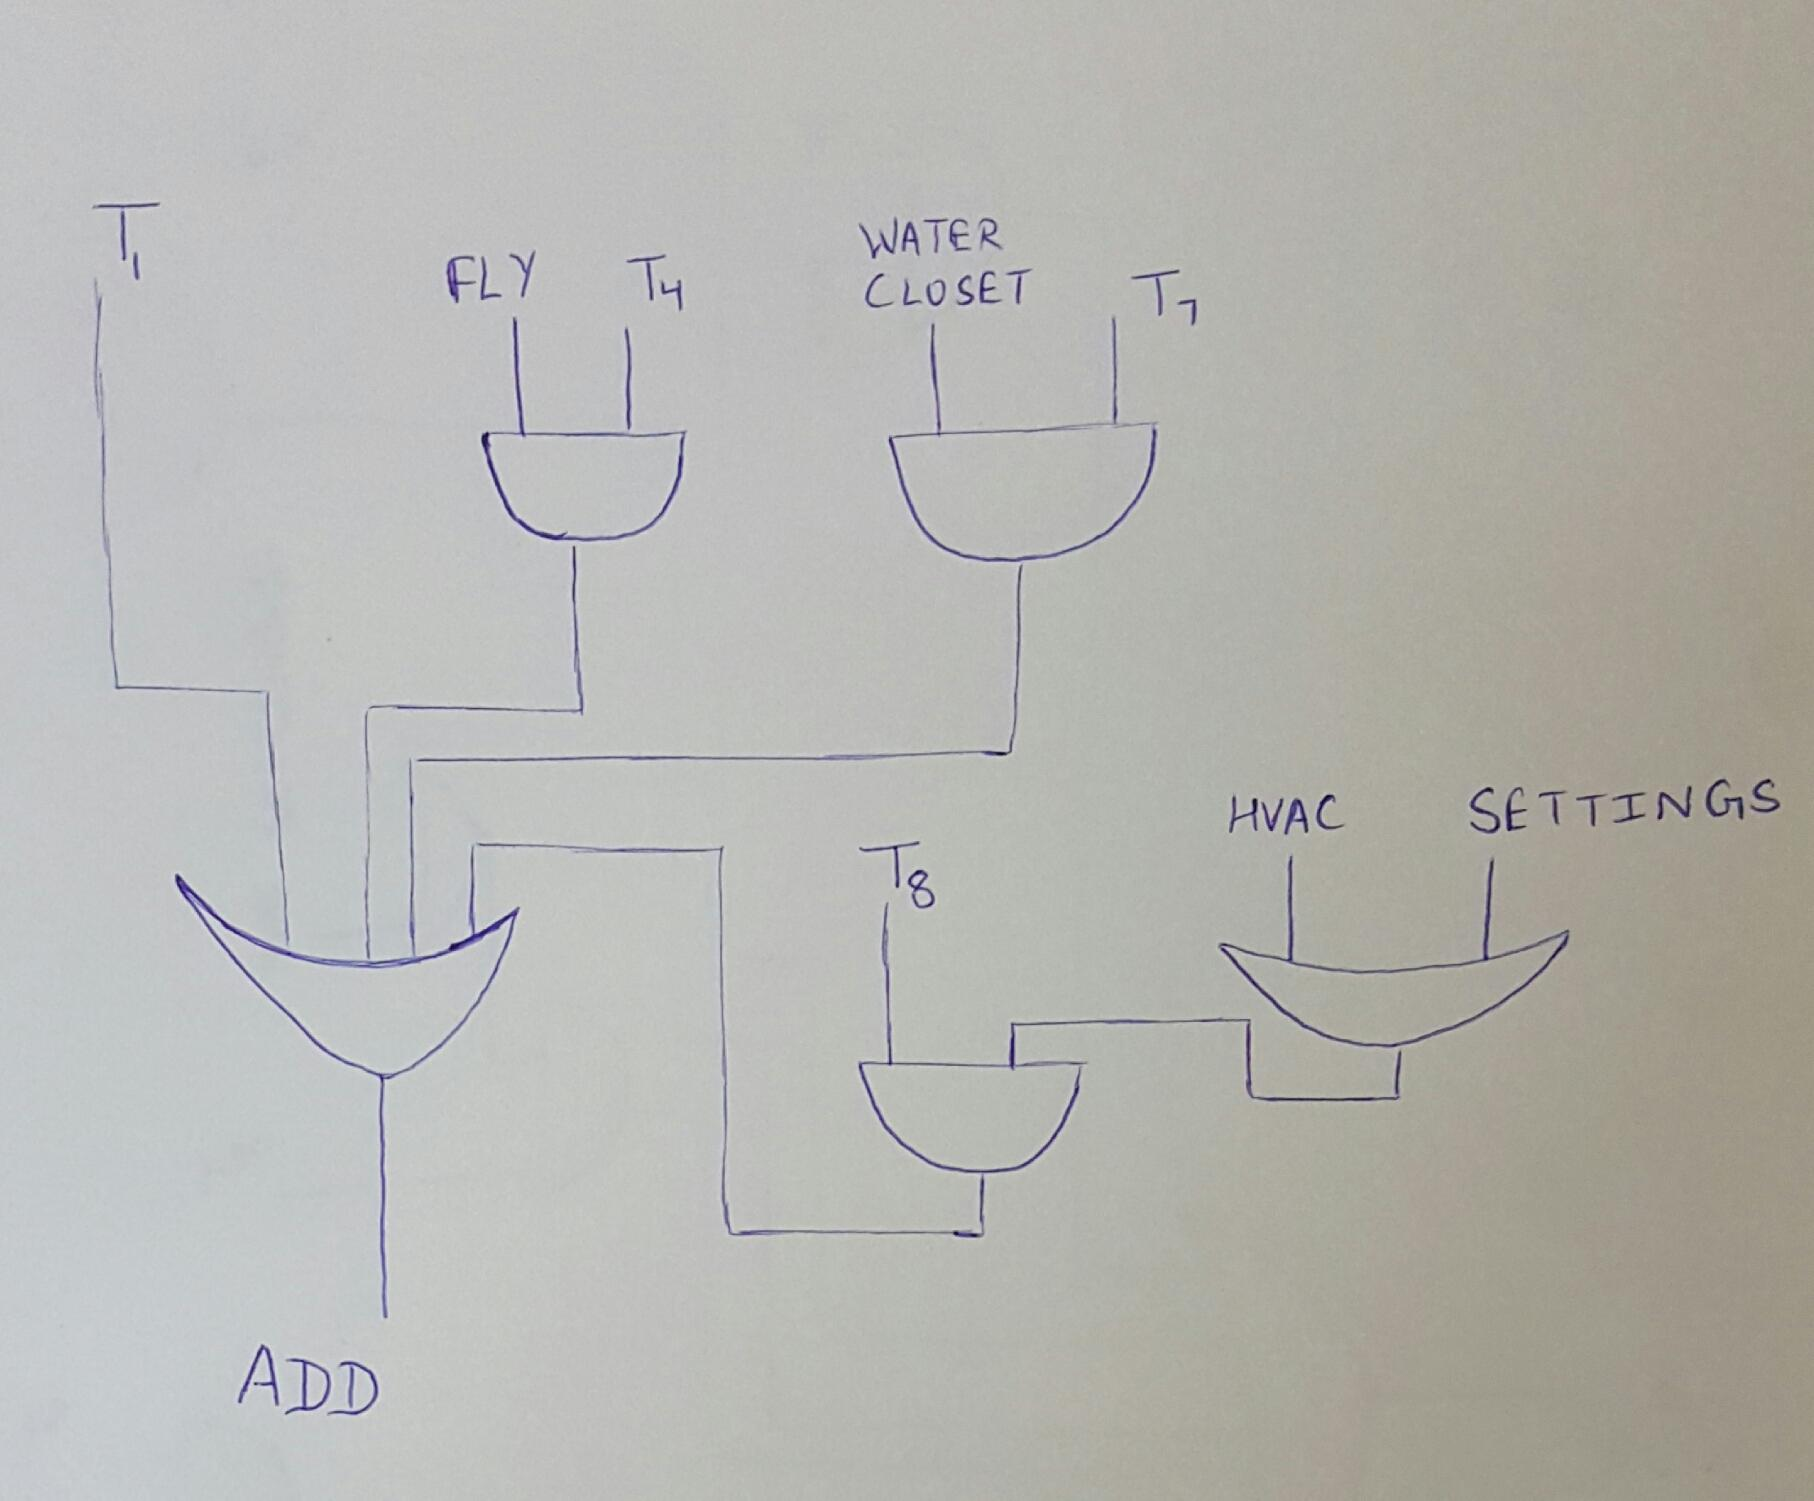 T1
FLY
T4
WATER
CLOSET
T7
T8
HVAC
SETTINGS
ADD